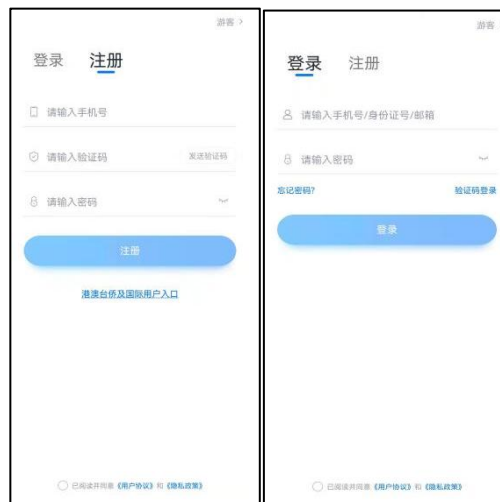 游客 >
登录 注册
请输入手机号
请输入验证码 发送验证码
请输入密码
注册
港澳台侨及国际用户入口
已阅读并同意《用户协议》和《隐私政策》
游客
登录 注册
请输入手机号/身份证号/邮箱
请输入密码
忘记密码? 验证码登录
登录
已阅读并同意《用户协议》和《隐私政策》